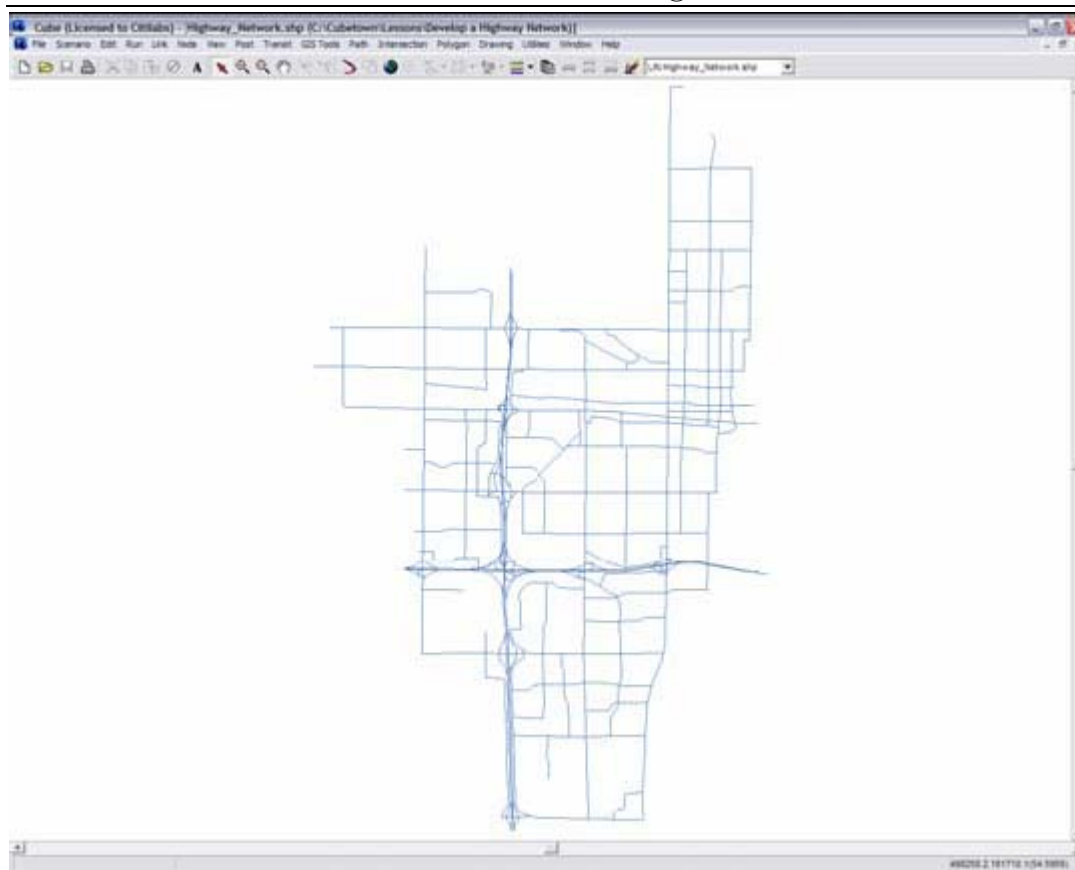 Cube (Licensed to Citilabs) - [Highway_Network.shp (C:\Cubetown\Lessons\Develop a Highway Network)]
File Scenario Edit Run Link Node View Post Transit GIS Tools Path Intersection Polygon Drawing Utilities Window Help
A